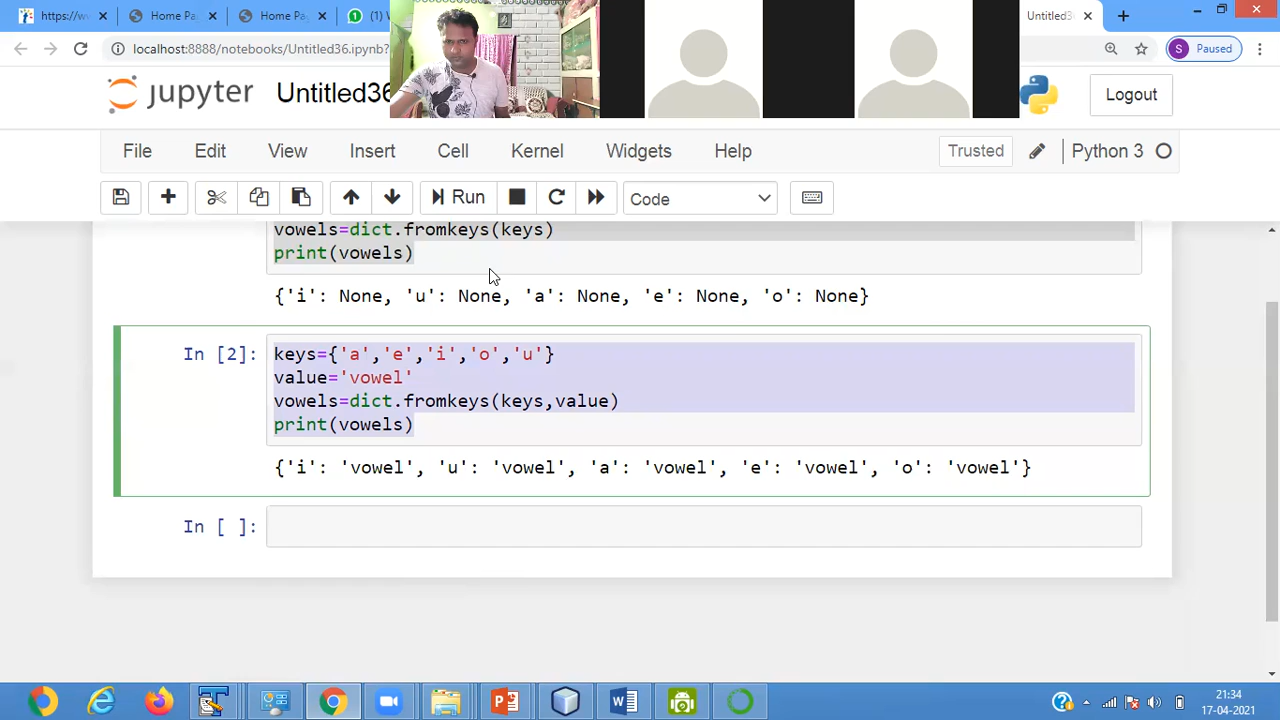 https://wu
Home Pa
Home Pa
(1) \
Untitled36
localhost:8888/notebooks/Untitled36.ipynb?
S Paused
jupyter Untitled36
Logout
File Edit View Insert Cell Kernel Widgets Help Trusted Python 3
Run Code
vowels=dict.fromkeys(keys)
print(vowels)
{'i': None, 'u': None, 'a': None, 'e': None, 'o': None}
In [2]: keys={'a','e','i','o','u'}
value='vowel'
vowels=dict.fromkeys(keys,value)
print(vowels)
{'i': 'vowel', 'u': 'vowel', 'a': 'vowel', 'e': 'vowel', 'o': 'vowel'}
In [ ]:
21:34
17-04-2021